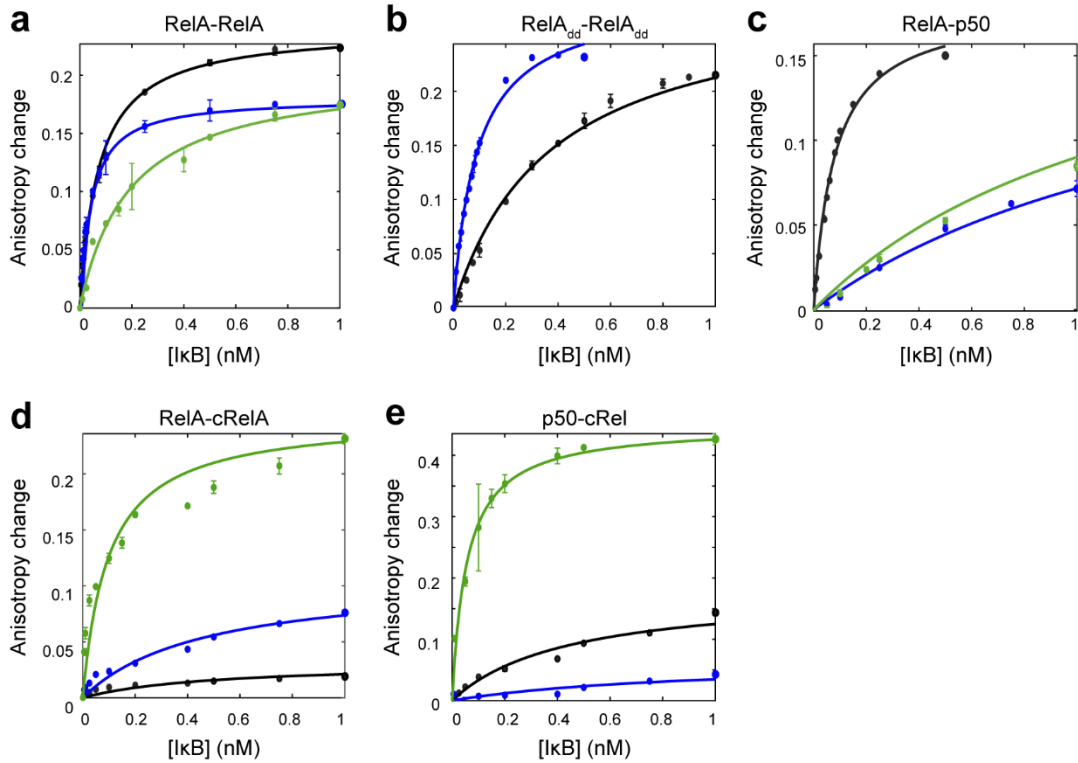 a
RelA-RelA
Anisotropy change
0.2
0.15
0.1
0.05
0
0 0.2 0.4 0.6 0.8 1
[IκB] (nM)
b
RelAdd-RelAdd
Anisotropy change
0.2
0.15
0.1
0.05
0
0 0.2 0.4 0.6 0.8 1
[IκB] (nM)
c
RelA-p50
Anisotropy change
0.15
0.1
0.05
0
0 0.2 0.4 0.6 0.8 1
[IκB] (nM)
d
RelA-cRelA
Anisotropy change
0.2
0.15
0.1
0.05
0
0 0.2 0.4 0.6 0.8 1
[IκB] (nM)
e
p50-cRel
Anisotropy change
0.4
0.3
0.2
0.1
0
0 0.2 0.4 0.6 0.8 1
[IκB] (nM)